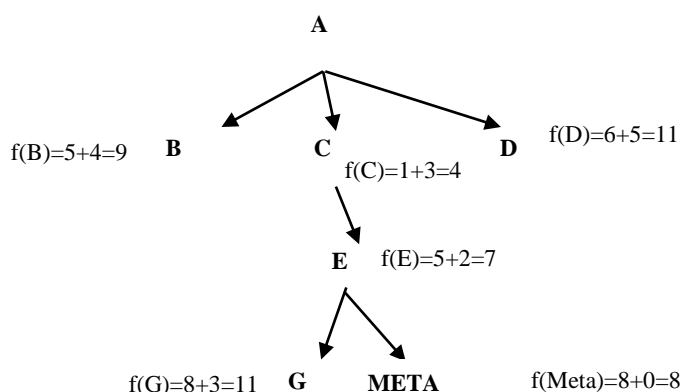 A
f(B)=5+4=9 B C D f(D)=6+5=11
f(C)=1+3=4
E f(E)=5+2=7
f(G)=8+3=11 G META f(Meta)=8+0=8